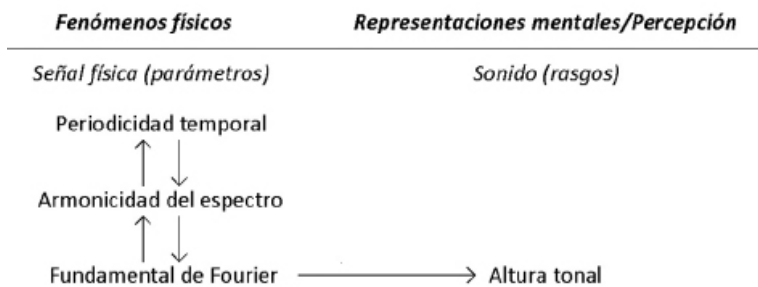 Fenómenos físicos Representaciones mentales/Percepción
Señal física (parámetros) Sonido (rasgos)
Periodicidad temporal
Armonicidad del espectro
Fundamental de Fourier Altura tonal